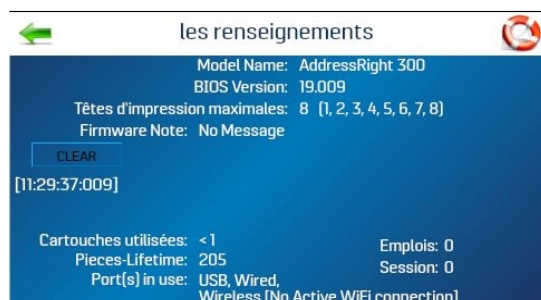 les renseignements
Model Name: AddressRight 300
BIOS Version: 19.009
Têtes d'impression maximales: 8 (1, 2, 3, 4, 5, 6, 7, 8)
Firmware Note: No Message
CLEAR
[11:29:37:009]
Cartouches utilisées: <1
Emplois: 0
Pieces-Lifetime: 205
Session: 0
Port(s) in use: USB, Wired,
Wireless [No Active WiFi connection]